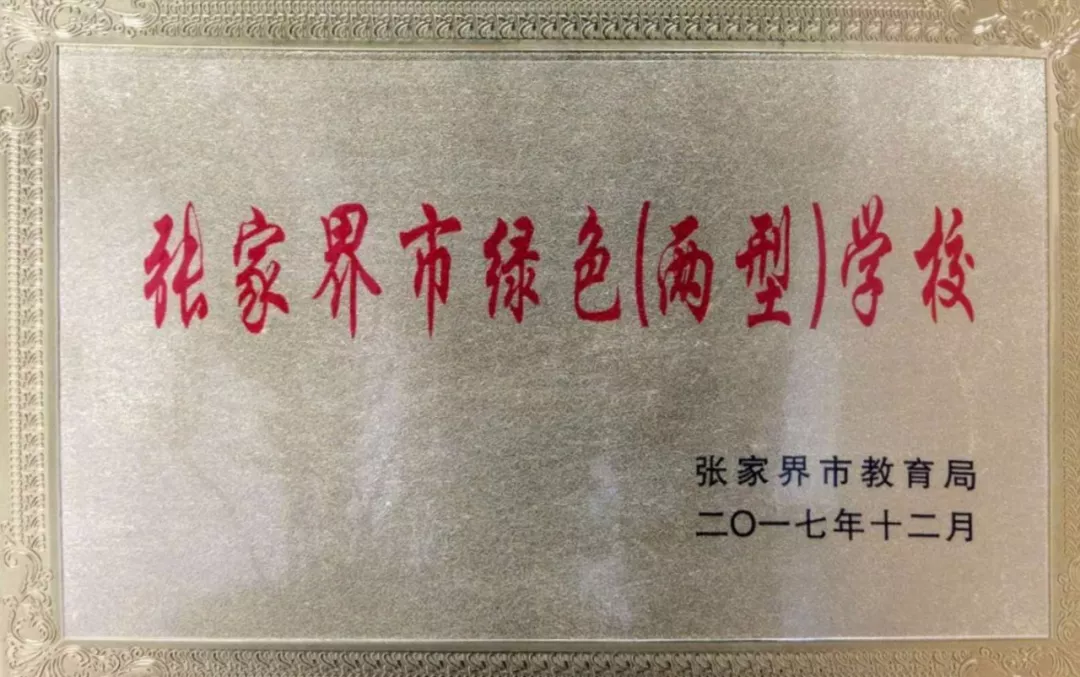 张家界市绿色(两型)学校
张家界市教育局
二〇一七年十二月